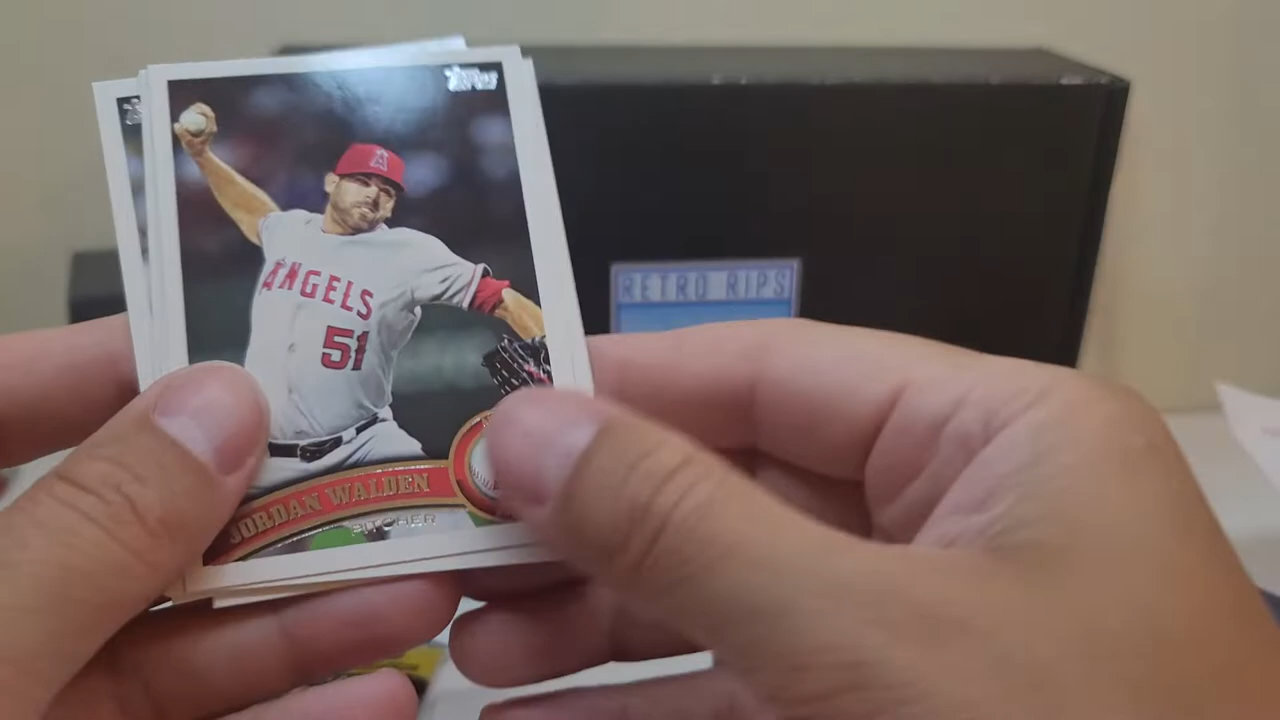 Topps
A
ANGELS
51
JORDAN WALDEN
PITCHER
RETRO RIPS